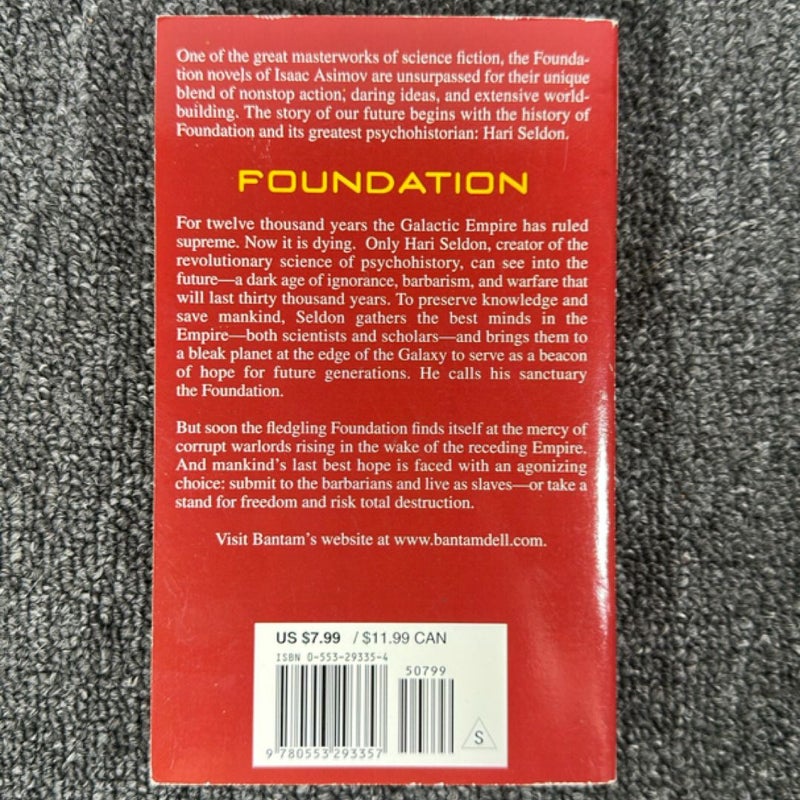 One of the great masterworks of science fiction, the Founda-
tion novels of Isaac Asimov are unsurpassed for their unique
blend of nonstop action, daring ideas, and extensive world-
building. The story of our future begins with the history of
Foundation and its greatest psychohistorian: Hari Seldon.
FOUNDATION
For twelve thousand years the Galactic Empire has ruled
supreme. Now it is dying. Only Hari Seldon, creator of the
revolutionary science of psychohistory, can see into the
future—a dark age of ignorance, barbarism, and warfare that
will last thirty thousand years. To preserve knowledge and
save mankind, Seldon gathers the best minds in the
Empire—both scientists and scholars—and brings them to
a bleak planet at the edge of the Galaxy to serve as a beacon
of hope for future generations. He calls his sanctuary
the Foundation.
But soon the fledgling Foundation finds itself at the mercy of
corrupt warlords rising in the wake of the receding Empire.
And mankind's last best hope is faced with an agonizing
choice: submit to the barbarians and live as slaves—or take a
stand for freedom and risk total destruction.
Visit Bantam's website at www.bantamdell.com.
US $7.99 / $11.99 CAN
ISBN 0-553-29335-4
50799
9 780553 293357
S